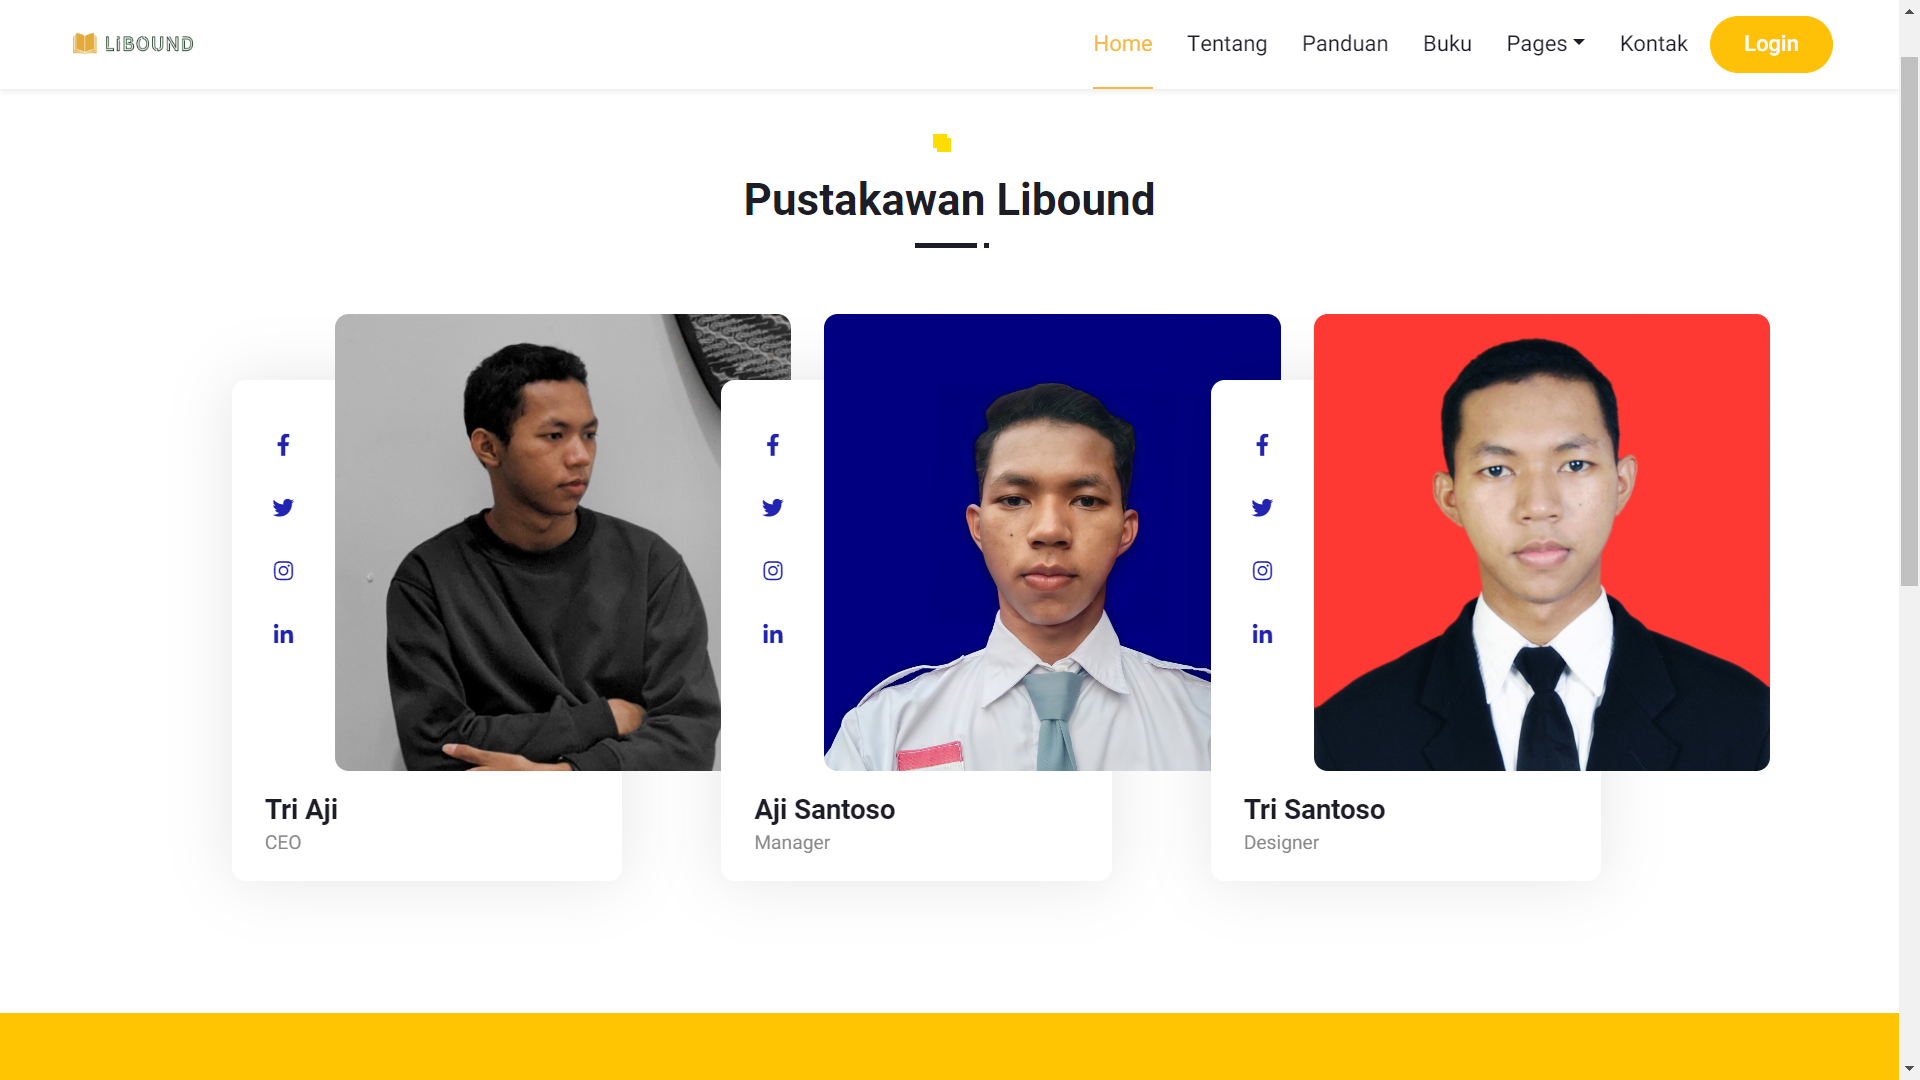 LiBOUND
Home Tentang Panduan Buku Pages Kontak Login
Pustakawan Libound
Tri Aji
CEO
Aji Santoso
Manager
Tri Santoso
Designer